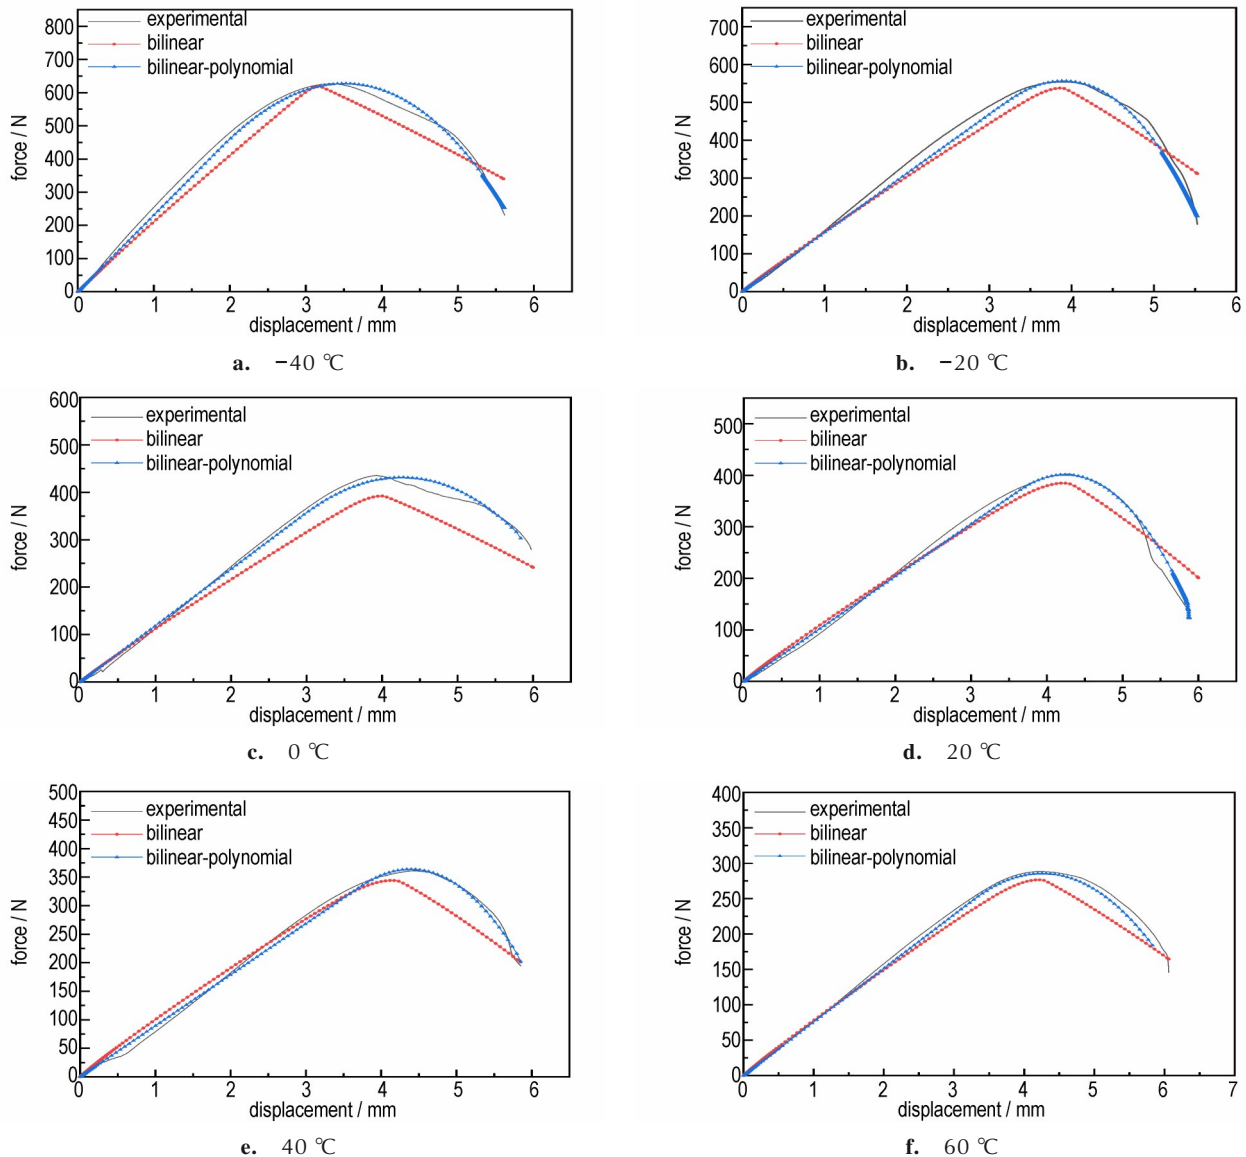 800
700
600
500
400
300
200
100
0
force / N
experimental
bilinear
bilinear-polynomial
0 1 2 3 4 5 6
displacement / mm
a. −40 ℃
700
600
500
400
300
200
100
0
force / N
experimental
bilinear
bilinear-polynomial
0 1 2 3 4 5 6
displacement / mm
b. −20 ℃
600
500
400
300
200
100
0
force / N
experimental
bilinear
bilinear-polynomial
0 1 2 3 4 5 6
displacement / mm
c. 0 ℃
500
400
300
200
100
0
force / N
experimental
bilinear
bilinear-polynomial
0 1 2 3 4 5 6
displacement / mm
d. 20 ℃
500
450
400
350
300
250
200
150
100
50
0
force / N
experimental
bilinear
bilinear-polynomial
0 1 2 3 4 5 6
displacement / mm
e. 40 ℃
400
350
300
250
200
150
100
50
0
force / N
experimental
bilinear
bilinear-polynomial
0 1 2 3 4 5 6 7
displacement / mm
f. 60 ℃